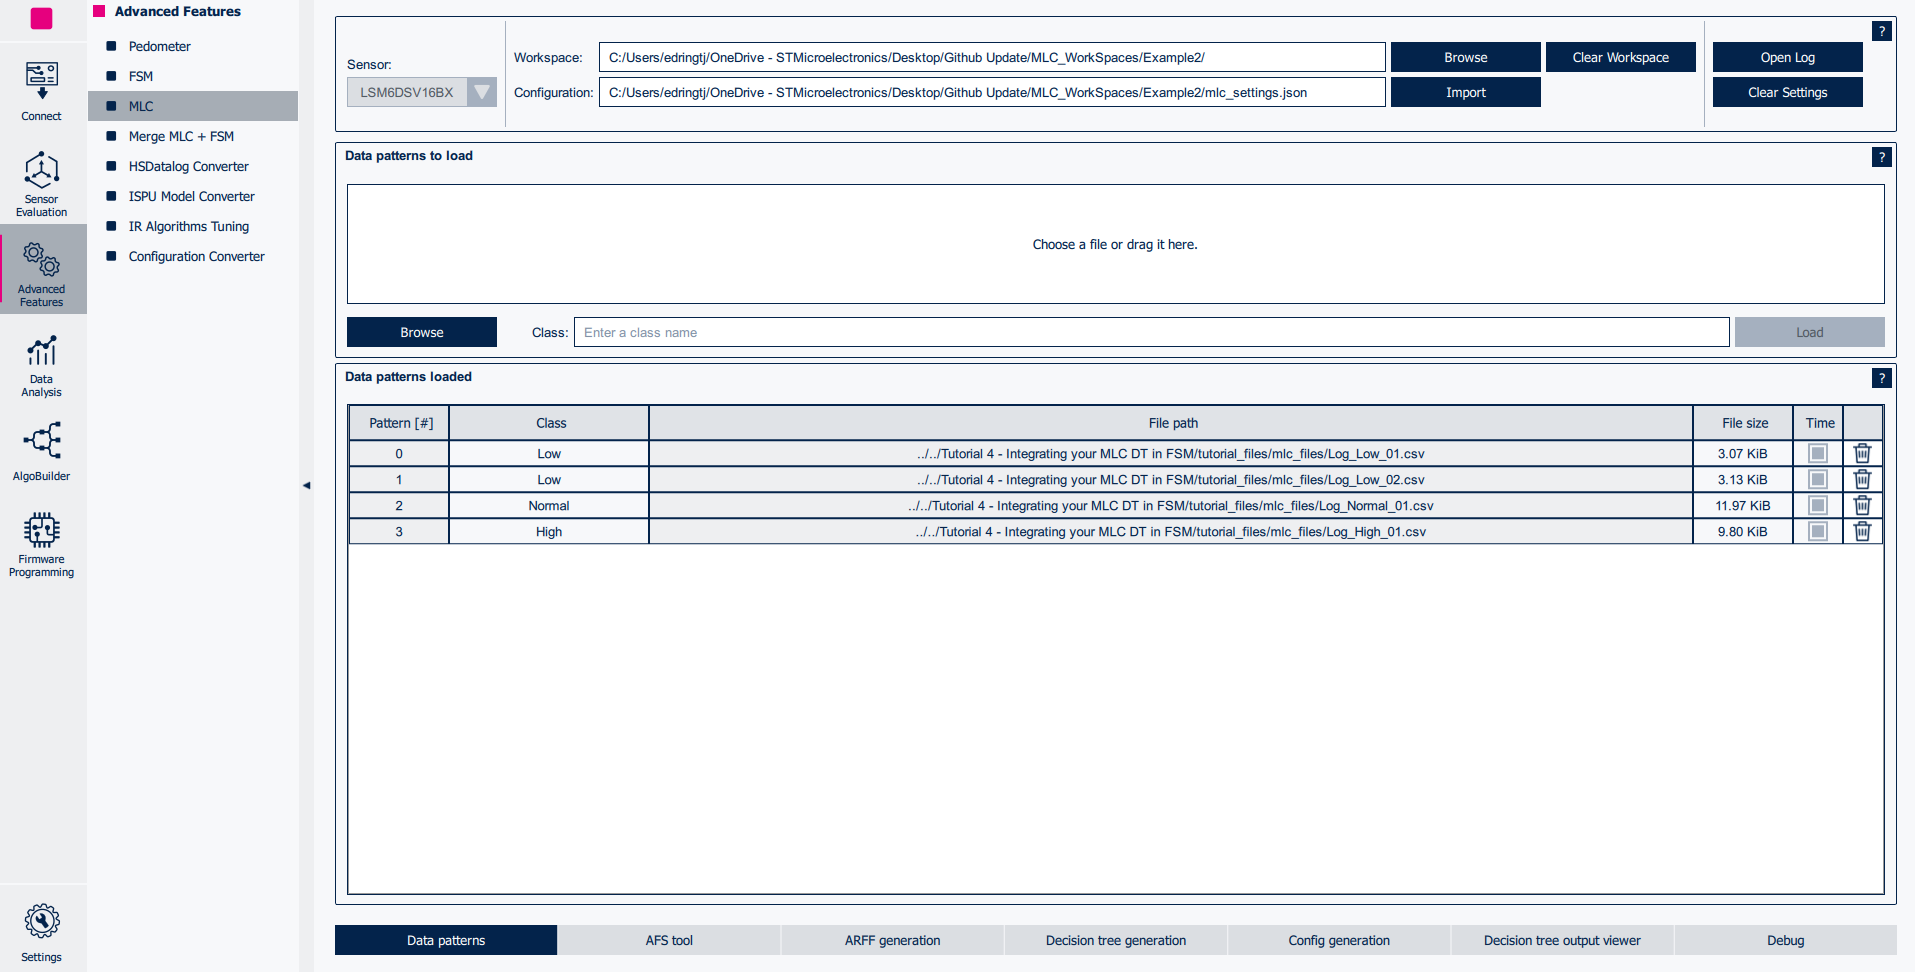 Connect
Sensor
Evaluation
Advanced
Features
Data
Analysis
AlgoBuilder
Firmware
Programming
Settings
Advanced Features
Pedometer
FSM
MLC
Merge MLC + FSM
HSDatalog Converter
ISPU Model Converter
IR Algorithms Tuning
Configuration Converter
Sensor:
LSM6DSV16BX
Workspace: C:/Users/edringtj/OneDrive - STMicroelectronics/Desktop/Github Update/MLC_WorkSpaces/Example2/ Browse Clear Workspace Open Log ?
Configuration: C:/Users/edringtj/OneDrive - STMicroelectronics/Desktop/Github Update/MLC_WorkSpaces/Example2/mlc_settings.json Import Clear Settings
Data patterns to load ?
Choose a file or drag it here.
Browse Class: Enter a class name Load
Data patterns loaded ?
Pattern [#] Class File path File size Time
0 Low ../../Tutorial 4 - Integrating your MLC DT in FSM/tutorial_files/mlc_files/Log_Low_01.csv 3.07 KiB
1 Low ../../Tutorial 4 - Integrating your MLC DT in FSM/tutorial_files/mlc_files/Log_Low_02.csv 3.13 KiB
2 Normal ../../Tutorial 4 - Integrating your MLC DT in FSM/tutorial_files/mlc_files/Log_Normal_01.csv 11.97 KiB
3 High ../../Tutorial 4 - Integrating your MLC DT in FSM/tutorial_files/mlc_files/Log_High_01.csv 9.80 KiB
Data patterns AFS tool ARFF generation Decision tree generation Config generation Decision tree output viewer Debug